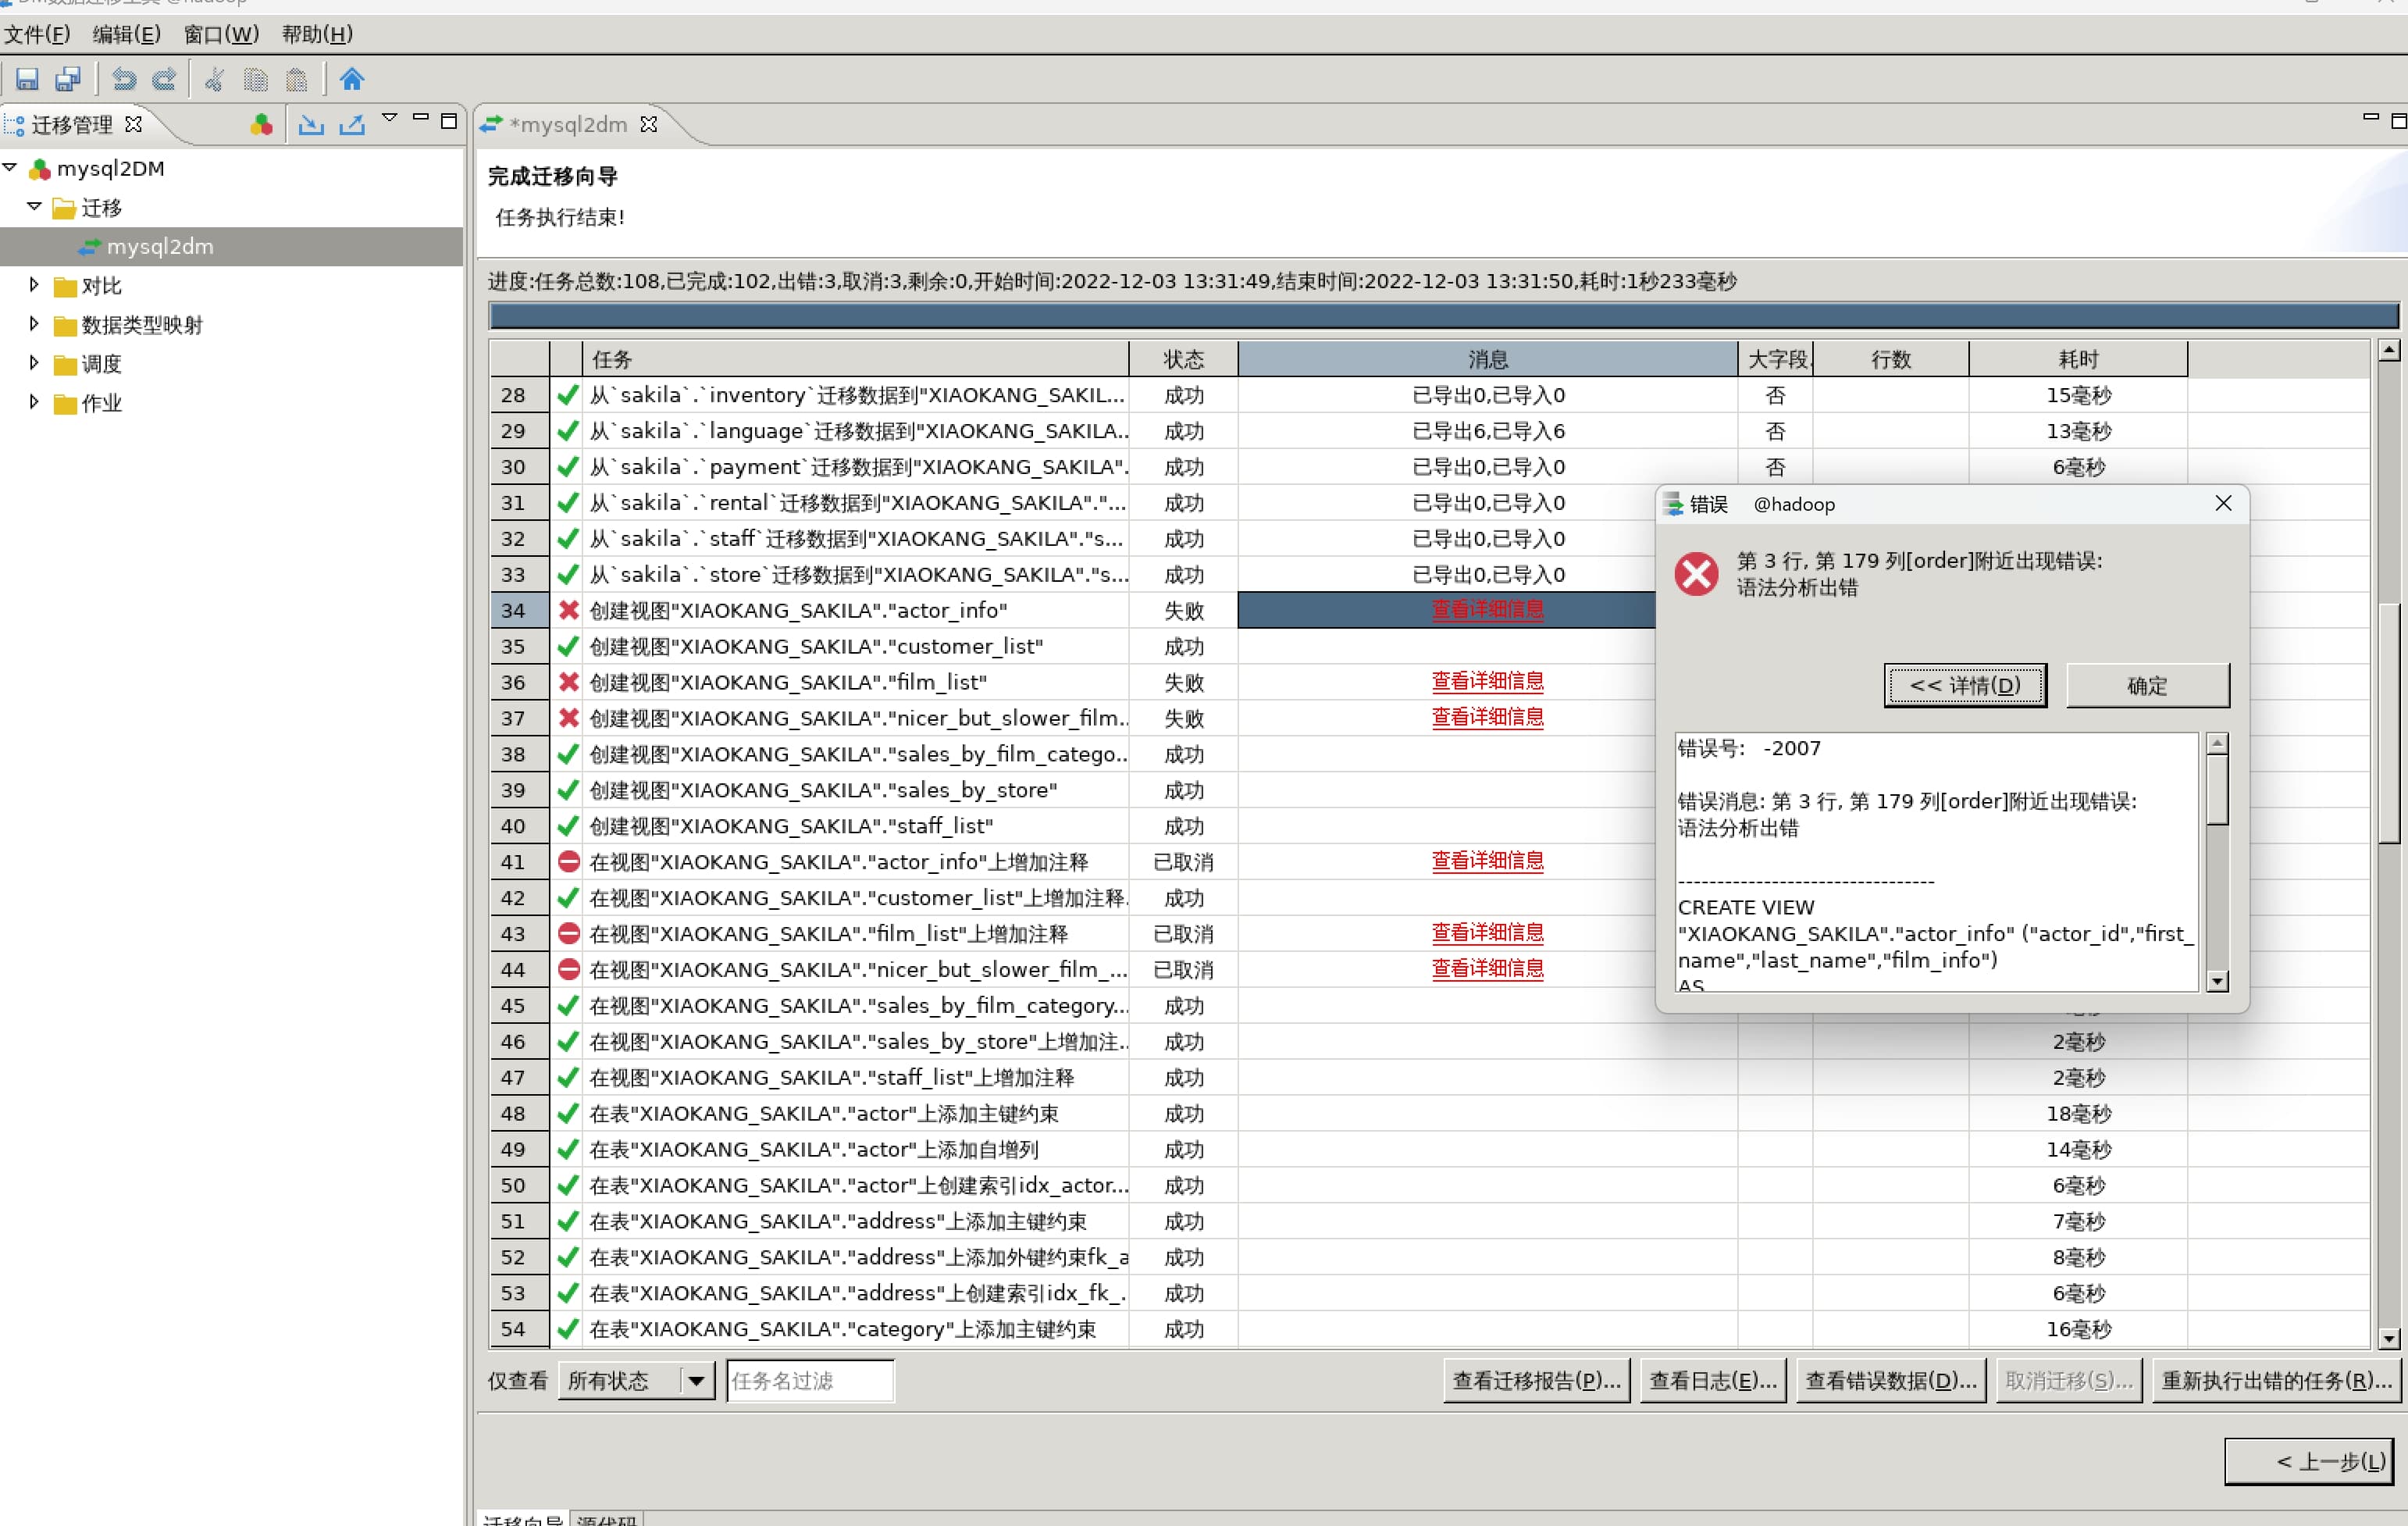 DM数据迁移工具 @hadoop
文件(F) 编辑(E) 窗口(W) 帮助(H)
迁移管理
mysql2DM
迁移
mysql2dm
对比
数据类型映射
调度
作业
*mysql2dm
完成迁移向导
任务执行结束!
进度:任务总数:108,已完成:102,出错:3,取消:3,剩余:0,开始时间:2022-12-03 13:31:49,结束时间:2022-12-03 13:31:50,耗时:1秒233毫秒
任务 状态 消息 大字段. 行数 耗时
28 从`sakila`.`inventory`迁移数据到"XIAOKANG_SAKIL... 成功 已导出0,已导入0 否 15毫秒
29 从`sakila`.`language`迁移数据到"XIAOKANG_SAKILA.. 成功 已导出6,已导入6 否 13毫秒
30 从`sakila`.`payment`迁移数据到"XIAOKANG_SAKILA". 成功 已导出0,已导入0 否 6毫秒
31 从`sakila`.`rental`迁移数据到"XIAOKANG_SAKILA"."... 成功 已导出0,已导入0
32 从`sakila`.`staff`迁移数据到"XIAOKANG_SAKILA"."s... 成功 已导出0,已导入0
33 从`sakila`.`store`迁移数据到"XIAOKANG_SAKILA"."s... 成功 已导出0,已导入0
34 创建视图"XIAOKANG_SAKILA"."actor_info" 失败 查看详细信息
35 创建视图"XIAOKANG_SAKILA"."customer_list" 成功
36 创建视图"XIAOKANG_SAKILA"."film_list" 失败 查看详细信息
37 创建视图"XIAOKANG_SAKILA"."nicer_but_slower_film.. 失败 查看详细信息
38 创建视图"XIAOKANG_SAKILA"."sales_by_film_catego.. 成功
39 创建视图"XIAOKANG_SAKILA"."sales_by_store" 成功
40 创建视图"XIAOKANG_SAKILA"."staff_list" 成功
41 在视图"XIAOKANG_SAKILA"."actor_info"上增加注释 已取消 查看详细信息
42 在视图"XIAOKANG_SAKILA"."customer_list"上增加注释. 成功
43 在视图"XIAOKANG_SAKILA"."film_list"上增加注释 已取消 查看详细信息
44 在视图"XIAOKANG_SAKILA"."nicer_but_slower_film_... 已取消 查看详细信息
45 在视图"XIAOKANG_SAKILA"."sales_by_film_category... 成功
46 在视图"XIAOKANG_SAKILA"."sales_by_store"上增加注.. 成功 2毫秒
47 在视图"XIAOKANG_SAKILA"."staff_list"上增加注释 成功 2毫秒
48 在表"XIAOKANG_SAKILA"."actor"上添加主键约束 成功 18毫秒
49 在表"XIAOKANG_SAKILA"."actor"上添加自增列 成功 14毫秒
50 在表"XIAOKANG_SAKILA"."actor"上创建索引idx_actor... 成功 6毫秒
51 在表"XIAOKANG_SAKILA"."address"上添加主键约束 成功 7毫秒
52 在表"XIAOKANG_SAKILA"."address"上添加外键约束fk_a 成功 8毫秒
53 在表"XIAOKANG_SAKILA"."address"上创建索引idx_fk_. 成功 6毫秒
54 在表"XIAOKANG_SAKILA"."category"上添加主键约束 成功 16毫秒
错误 @hadoop
第 3 行, 第 179 列[order]附近出现错误:
语法分析出错
<< 详情(D) 确定
错误号: -2007
错误消息: 第 3 行, 第 179 列[order]附近出现错误:
语法分析出错
---------------------------------
CREATE VIEW
"XIAOKANG_SAKILA"."actor_info" ("actor_id","first_
name","last_name","film_info")
AS
仅查看 所有状态 任务名过滤 查看迁移报告(P)... 查看日志(E)... 查看错误数据(D)... 取消迁移(S)... 重新执行出错的任务(R)...
< 上一步(L)
迁移向导 源代码